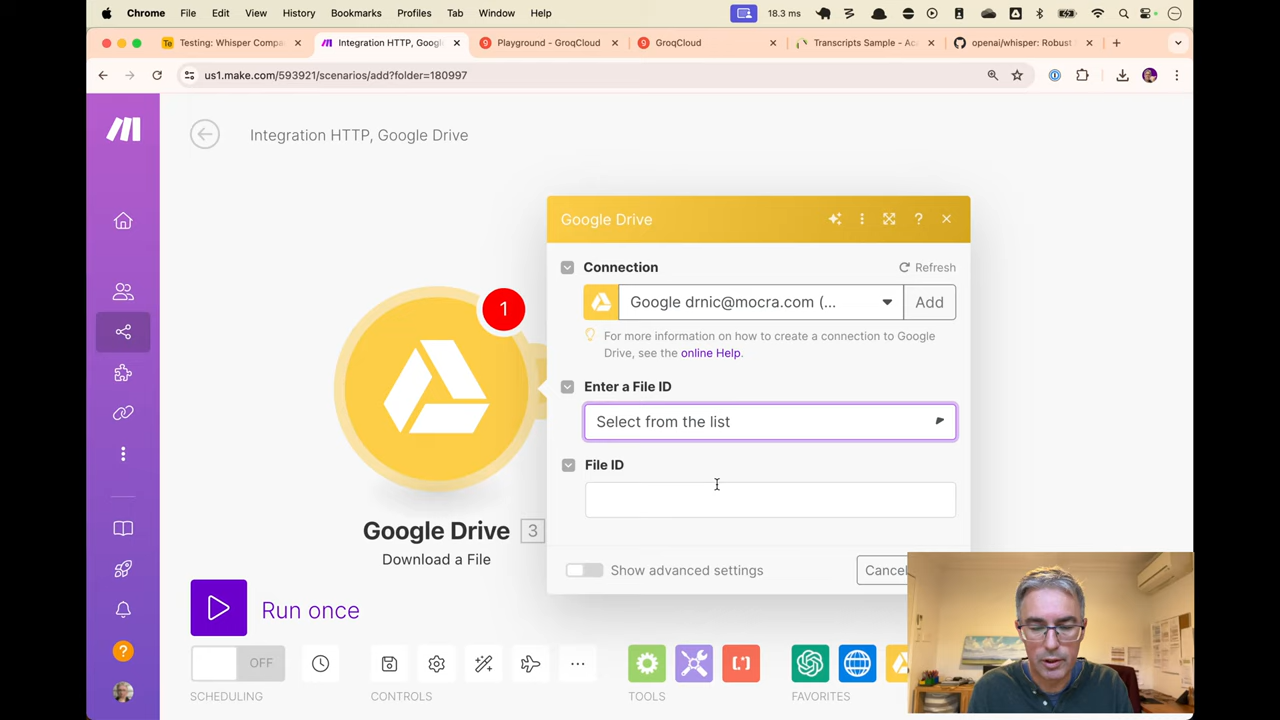 Chrome File Edit View History Bookmarks Profiles Tab Window Help 18.3 ms
Testing: Whisper Compa Integration HTTP, Googl Playground - GroqCloud GroqCloud Transcripts Sample - Ac openai/whisper: Robust
us1.make.com/593921/scenarios/add?folder=180997
Integration HTTP, Google Drive
Google Drive ?
Connection Refresh
Google drnic@mocra.com (... Add
For more information on how to create a connection to Google
Drive, see the online Help.
1
Enter a File ID
Select from the list
File ID
Google Drive 3
Download a File
Show advanced settings Cancel
Run once
?
OFF
SCHEDULING CONTROLS TOOLS FAVORITES